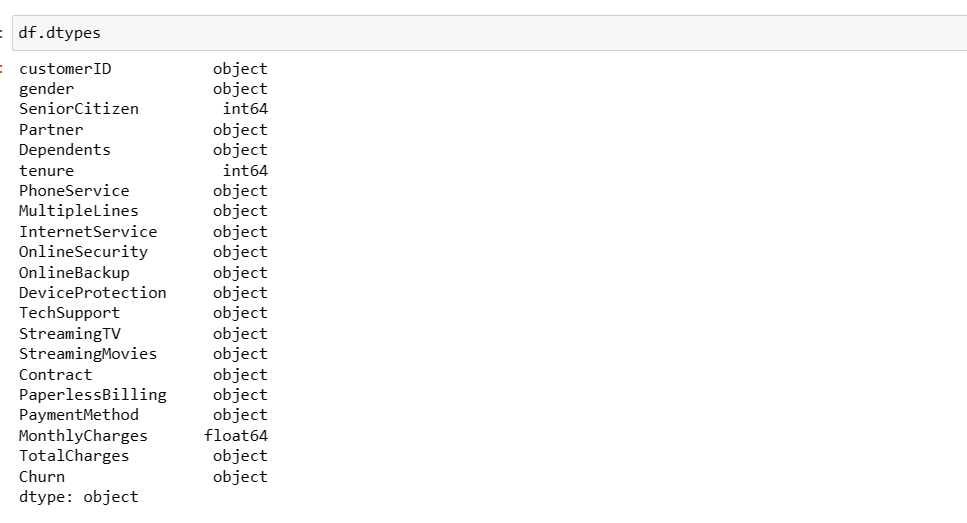 df.dtypes
customerID object
gender object
SeniorCitizen int64
Partner object
Dependents object
tenure int64
PhoneService object
MultipleLines object
InternetService object
OnlineSecurity object
OnlineBackup object
DeviceProtection object
TechSupport object
StreamingTV object
StreamingMovies object
Contract object
PaperlessBilling object
PaymentMethod object
MonthlyCharges float64
TotalCharges object
Churn object
dtype: object